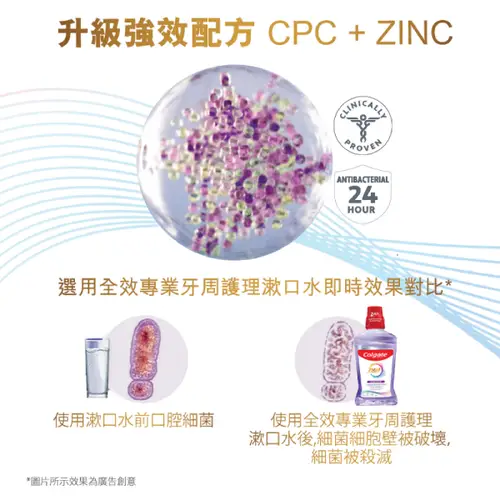 升級強效配方 CPC + ZINC
CLINICALLY
PROVEN
ANTIBACTERIAL
24
HOUR
選用全效專業牙周護理漱口水即時效果對比*
Colgate
Total
使用漱口水前口腔細菌
使用全效專業牙周護理
漱口水後,細菌細胞壁被破壞,
細菌被殺滅
*圖片所示效果為廣告創意